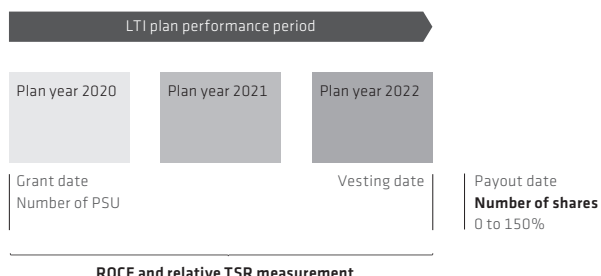 LTI plan performance period
Plan year 2020
Plan year 2021
Plan year 2022
Grant date
Number of PSU
Vesting date
Payout date
Number of shares
0 to 150%
ROCE and relative TSR measurement